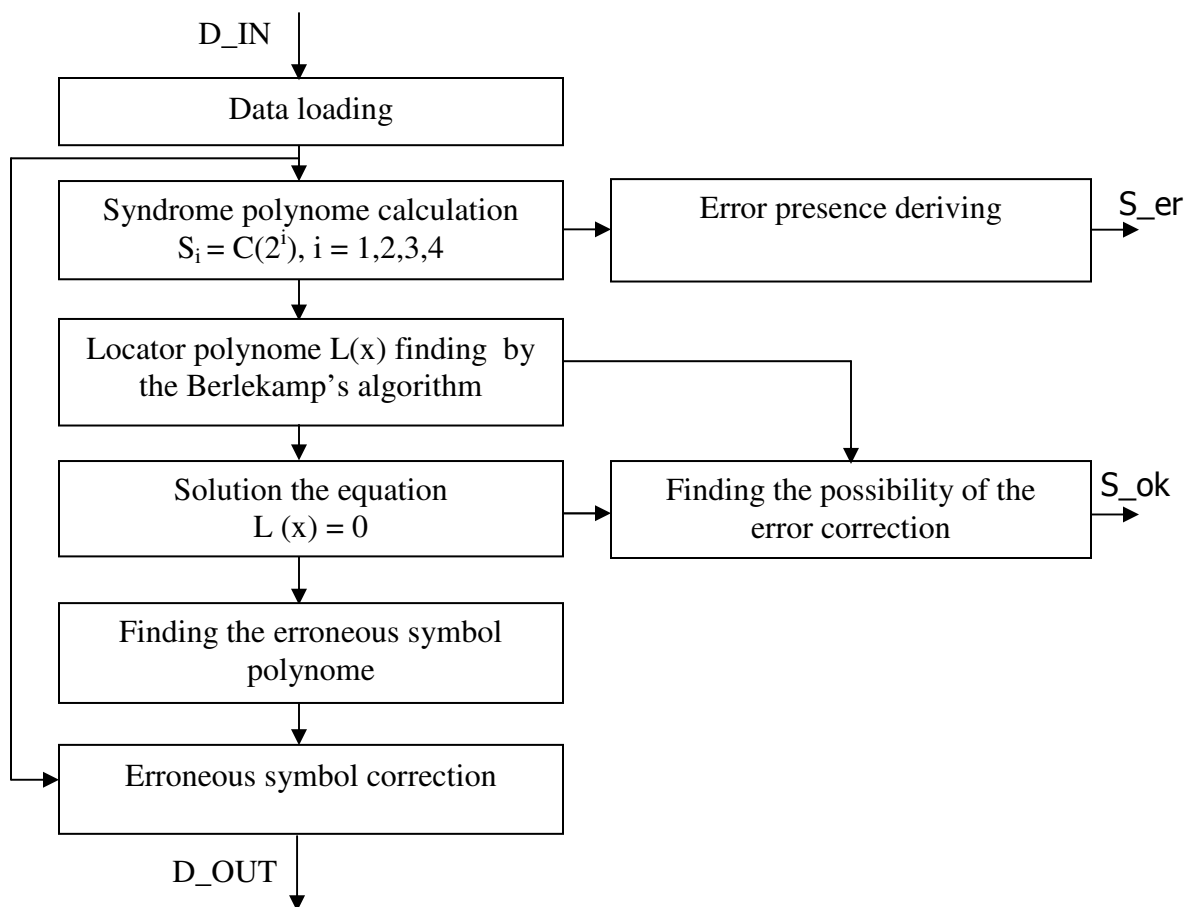 D_IN
Data loading
Syndrome polynome calculation
Sᵢ = C(2ⁱ), i = 1,2,3,4
Error presence deriving
S_er
Locator polynome L(x) finding by
the Berlekamp's algorithm
Solution the equation
L (x) = 0
Finding the possibility of the
error correction
S_ok
Finding the erroneous symbol
polynome
Erroneous symbol correction
D_OUT